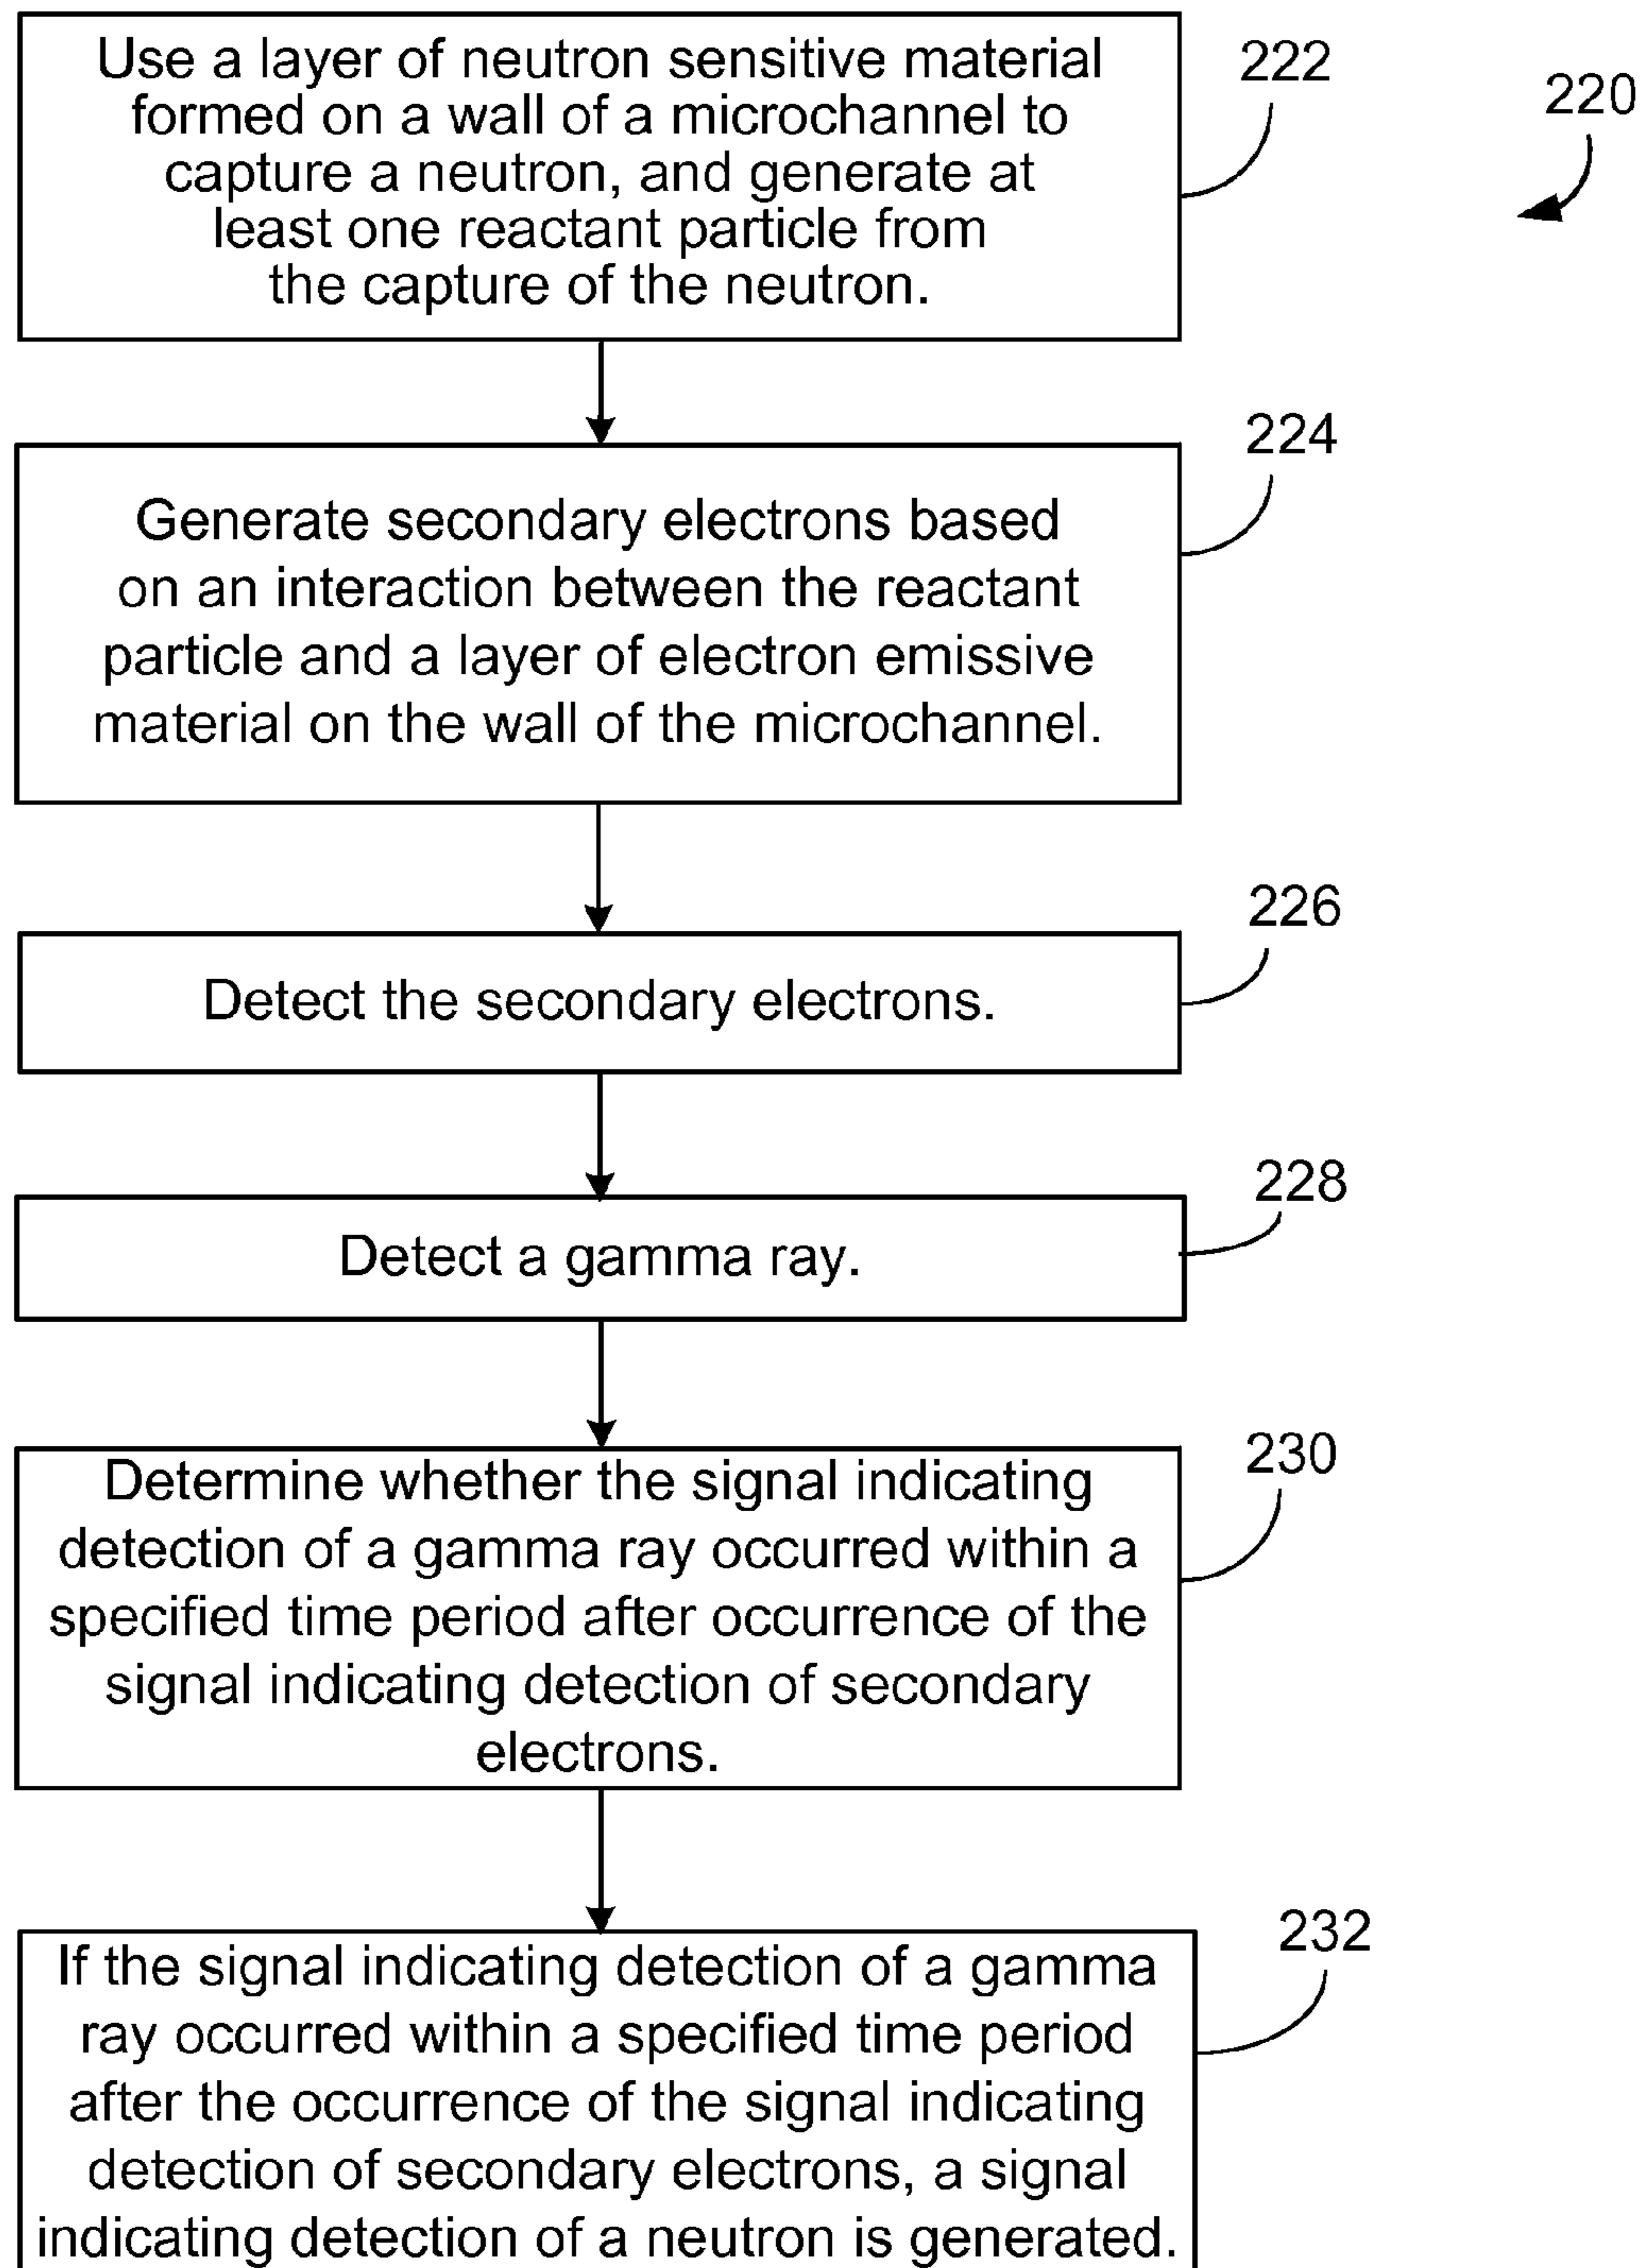 Use a layer of neutron sensitive material
formed on a wall of a microchannel to
capture a neutron, and generate at
least one reactant particle from
the capture of the neutron.
222
220
Generate secondary electrons based
on an interaction between the reactant
particle and a layer of electron emissive
material on the wall of the microchannel.
224
Detect the secondary electrons.
226
Detect a gamma ray.
228
Determine whether the signal indicating
detection of a gamma ray occurred within a
specified time period after occurrence of the
signal indicating detection of secondary
electrons.
230
If the signal indicating detection of a gamma
ray occurred within a specified time period
after the occurrence of the signal indicating
detection of secondary electrons, a signal
indicating detection of a neutron is generated.
232